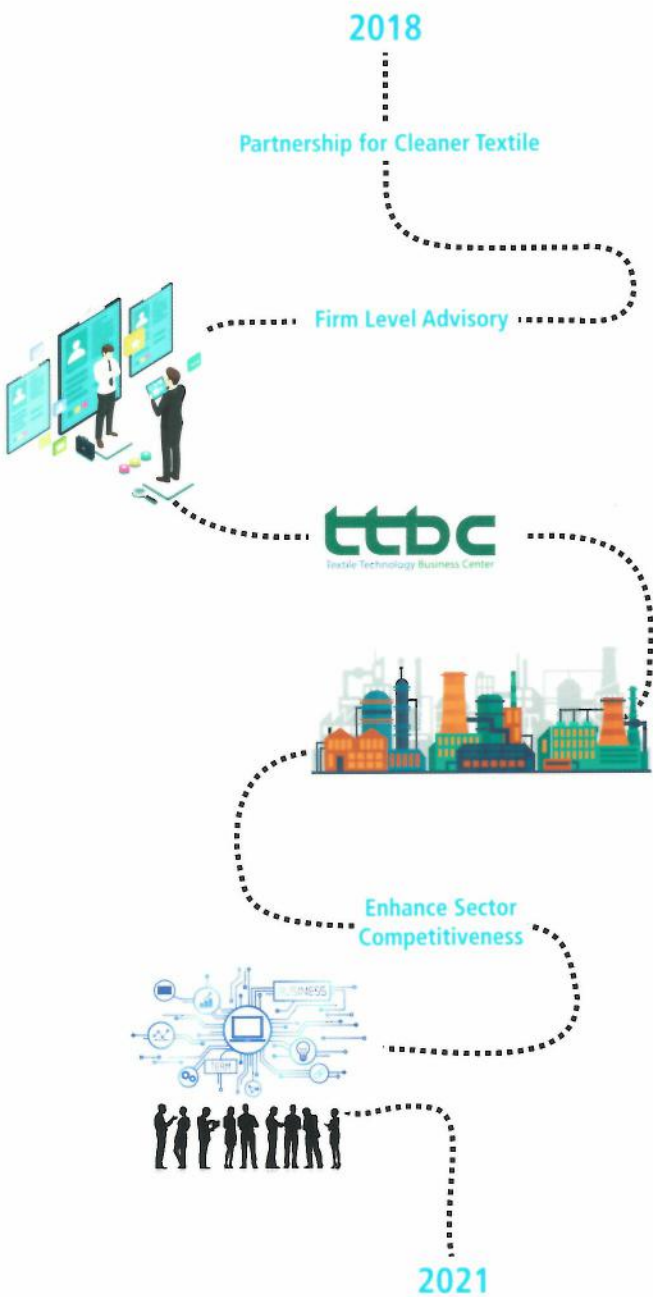 2018
Partnership for Cleaner Textile
Firm Level Advisory
ttbc
Textile Technology Business Center
Enhance Sector
Competitiveness
BUSINESS
TEAM
2021